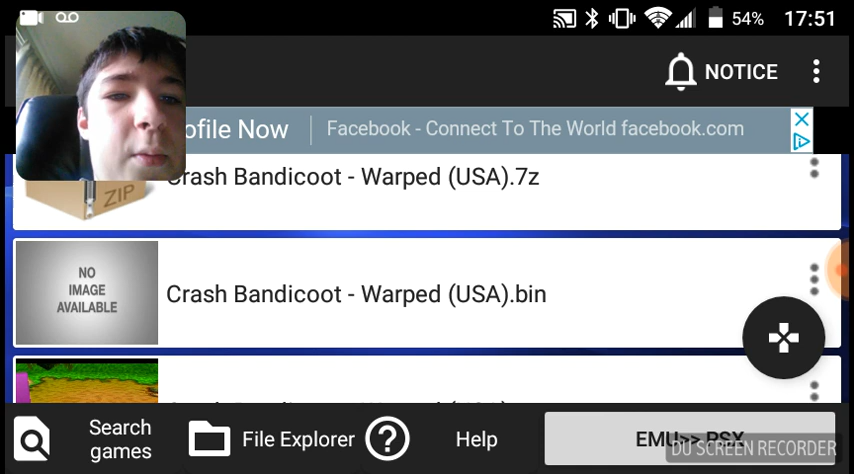 54% 17:51
NOTICE
ofile Now
Facebook - Connect To The World facebook.com
Crash Bandicoot - Warped (USA).7z
ZIP
NO
IMAGE
AVAILABLE
Crash Bandicoot - Warped (USA).bin
Search
games
File Explorer
Help
EMU>> PSX
DU SCREEN RECORDER